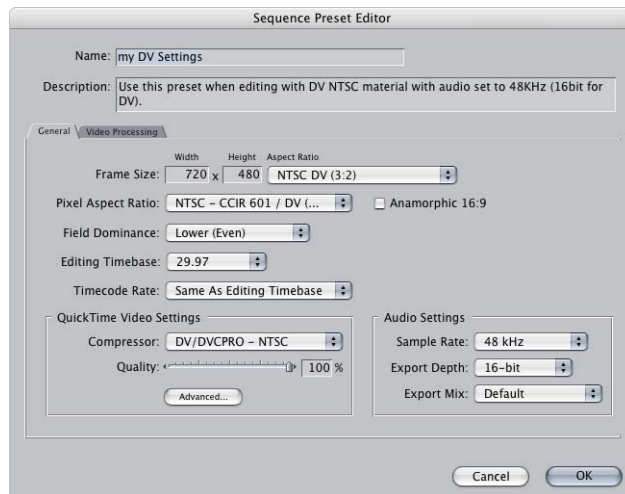 Sequence Preset Editor
Name: my DV Settings
Description: Use this preset when editing with DV NTSC material with audio set to 48KHz (16bit for
DV).
General Video Processing
Width Height Aspect Ratio
Frame Size: 720 x 480 NTSC DV (3:2)
Pixel Aspect Ratio: NTSC – CCIR 601 / DV (... Anamorphic 16:9
Field Dominance: Lower (Even)
Editing Timebase: 29.97
Timecode Rate: Same As Editing Timebase
QuickTime Video Settings Audio Settings
Compressor: DV/DVCPRO – NTSC Sample Rate: 48 kHz
Quality: 100 % Export Depth: 16-bit
Advanced... Export Mix: Default
Cancel OK